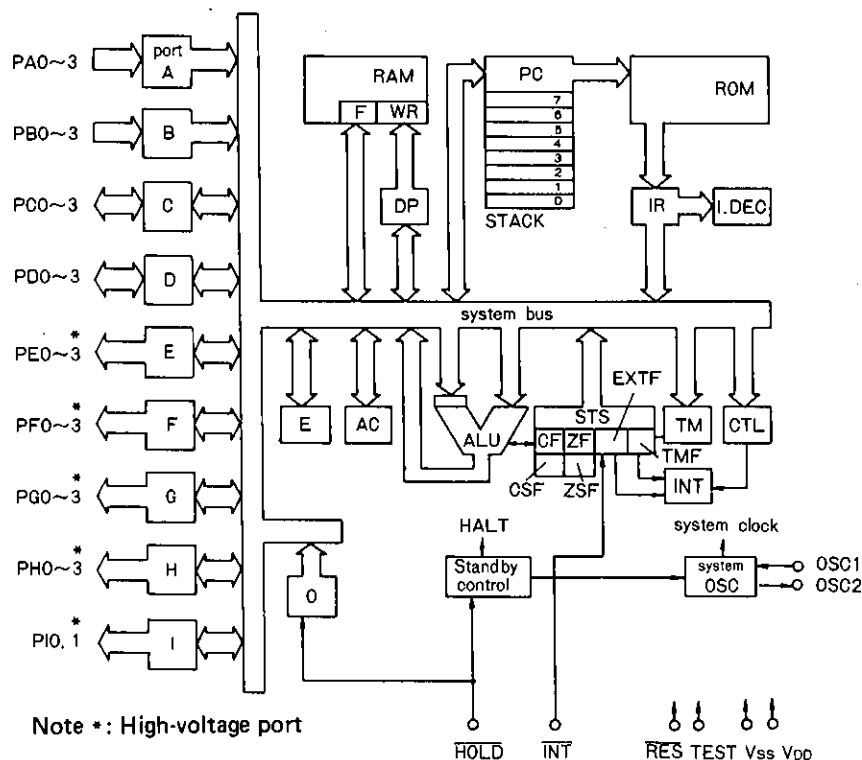 PA0~3
port
A
PB0~3
B
PC0~3
C
PD0~3
D
PE0~3*
E
PF0~3*
F
PG0~3*
G
PH0~3*
H
PI0,1*
I
Note *: High-voltage port
RAM
F
WR
DP
PC
7
6
5
4
3
2
1
0
STACK
ROM
IR
I.DEC
system bus
E
AC
ALU
STS
EXTF
CF
ZF
CSF
ZSF
TMF
TM
CTL
INT
HALT
Standby
control
system clock
system
OSC
OSC1
OSC2
0
HOLD
INT
RES
TEST
Vss
VDD